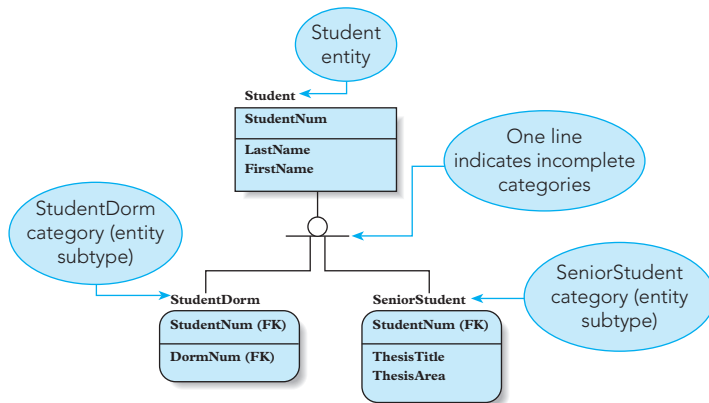 Student
entity
Student
StudentNum
LastName
FirstName
One line
indicates incomplete
categories
StudentDorm
category (entity
subtype)
SeniorStudent
category (entity
subtype)
StudentDorm
StudentNum (FK)
DormNum (FK)
SeniorStudent
StudentNum (FK)
ThesisTitle
ThesisArea